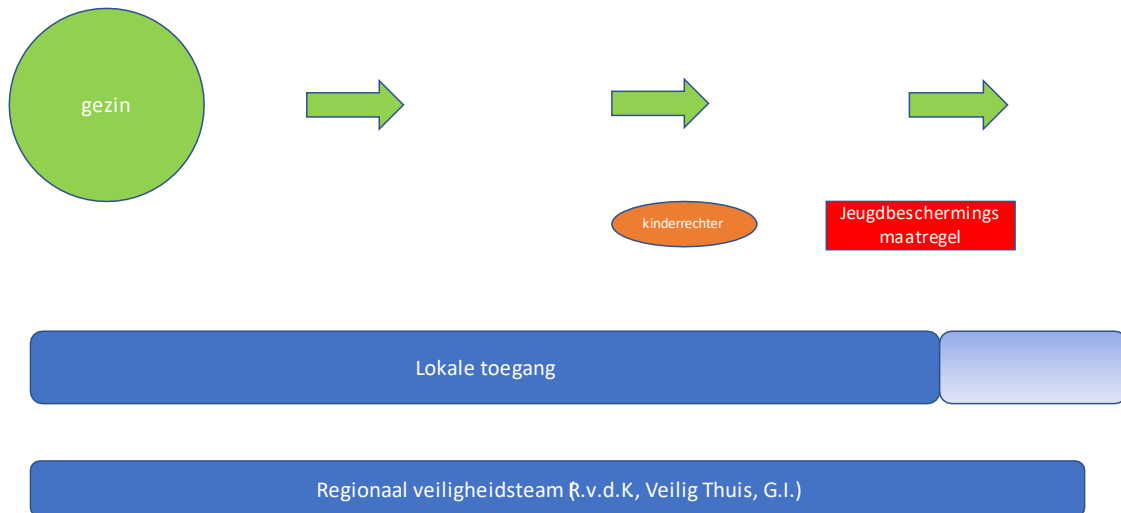 gezin
kinderrechter
Jeugdbeschermings
maatregel
Lokale toegang
Regionaal veiligheidsteam (R.v.d.K, Veilig Thuis, G.I.)